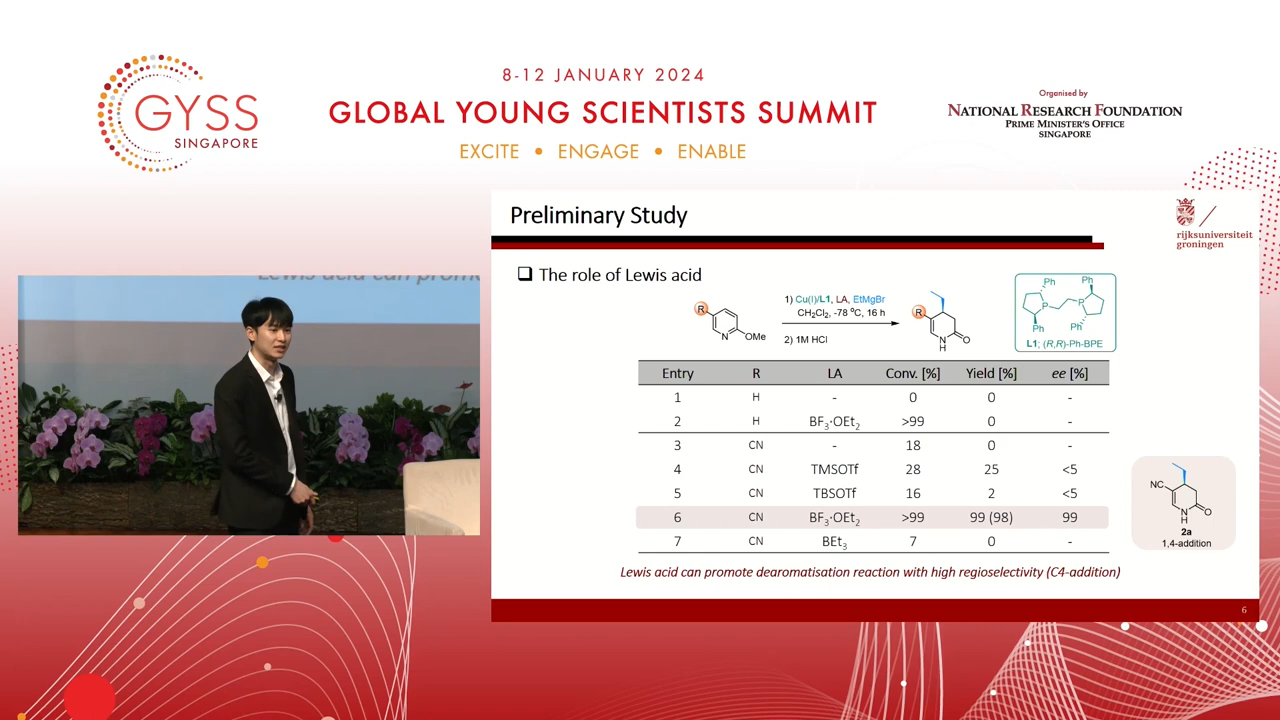 8-12 JANUARY 2024
GLOBAL YOUNG SCIENTISTS SUMMIT
EXCITE • ENGAGE • ENABLE
GYSS
SINGAPORE
Organised by
NATIONAL RESEARCH FOUNDATION
PRIME MINISTER'S OFFICE
SINGAPORE
Preliminary Study
rijksuniversiteit
groningen
❑ The role of Lewis acid
R
N
OMe
1) Cu(I)/L1, LA, EtMgBr
CH₂Cl₂, -78 °C, 16 h
2) 1M HCl
R
N
H
O
Ph
Ph
P
P
Ph
Ph
L1; (R,R)-Ph-BPE
Entry R LA Conv. [%] Yield [%] ee [%]
1 H - 0 0 -
2 H BF₃·OEt₂ >99 0 -
3 CN - 18 0 -
4 CN TMSOTf 28 25 <5
5 CN TBSOTf 16 2 <5
6 CN BF₃·OEt₂ >99 99 (98) 99
7 CN BEt₃ 7 0 -
NC
N
H
O
2a
1,4-addition
Lewis acid can promote dearomatisation reaction with high regioselectivity (C4-addition)
6
Lewis acid can prom